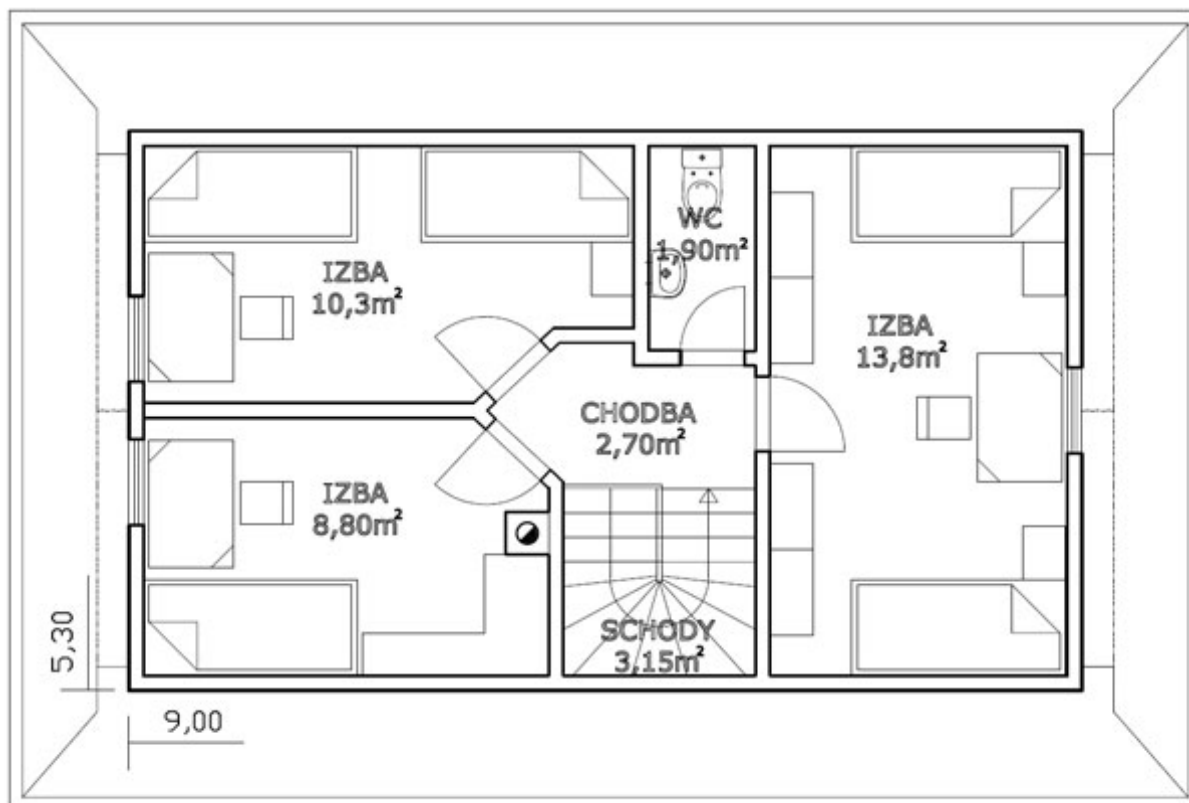 WC
1,90m²
IZBA
10,3m²
IZBA
13,8m²
CHODBA
2,70m²
IZBA
8,80m²
SCHODY
3,15m²
5,30
9,00